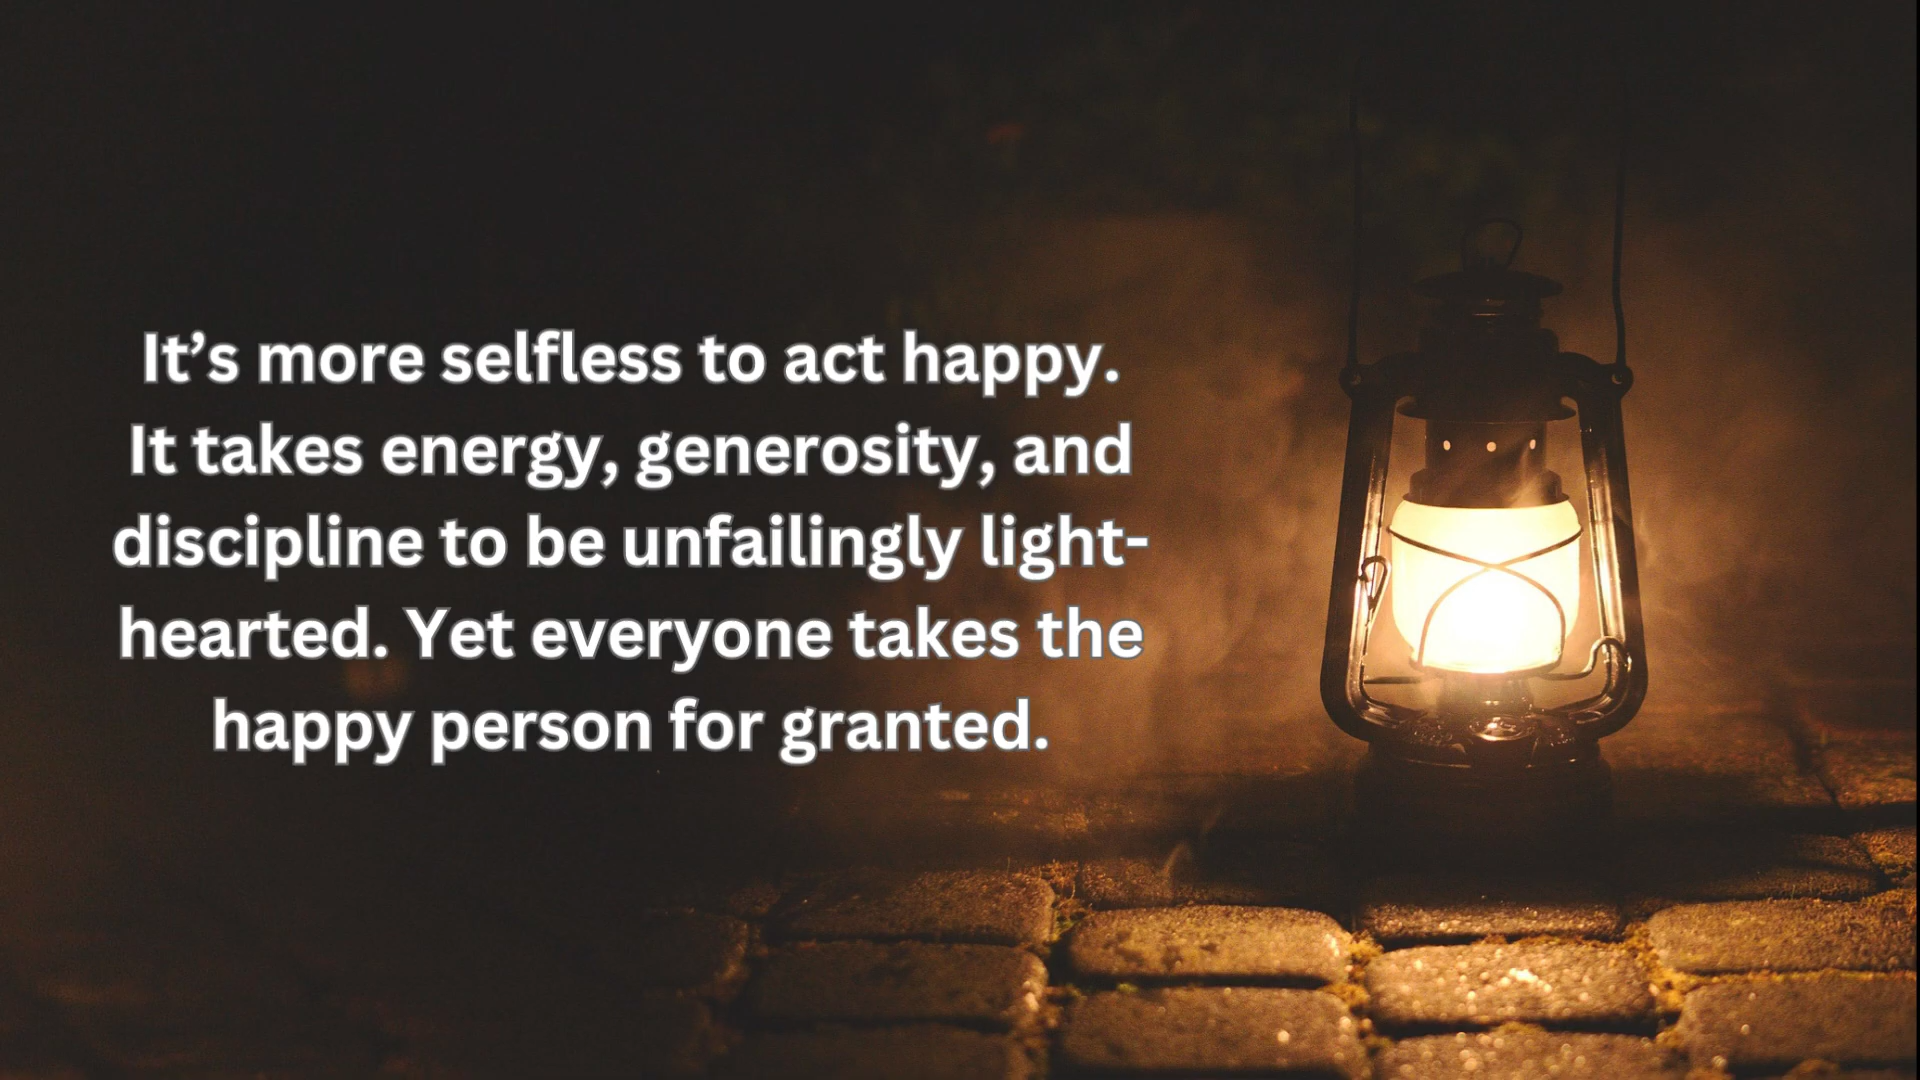 It’s more selfless to act happy.
It takes energy, generosity, and
discipline to be unfailingly light-
hearted. Yet everyone takes the
happy person for granted.